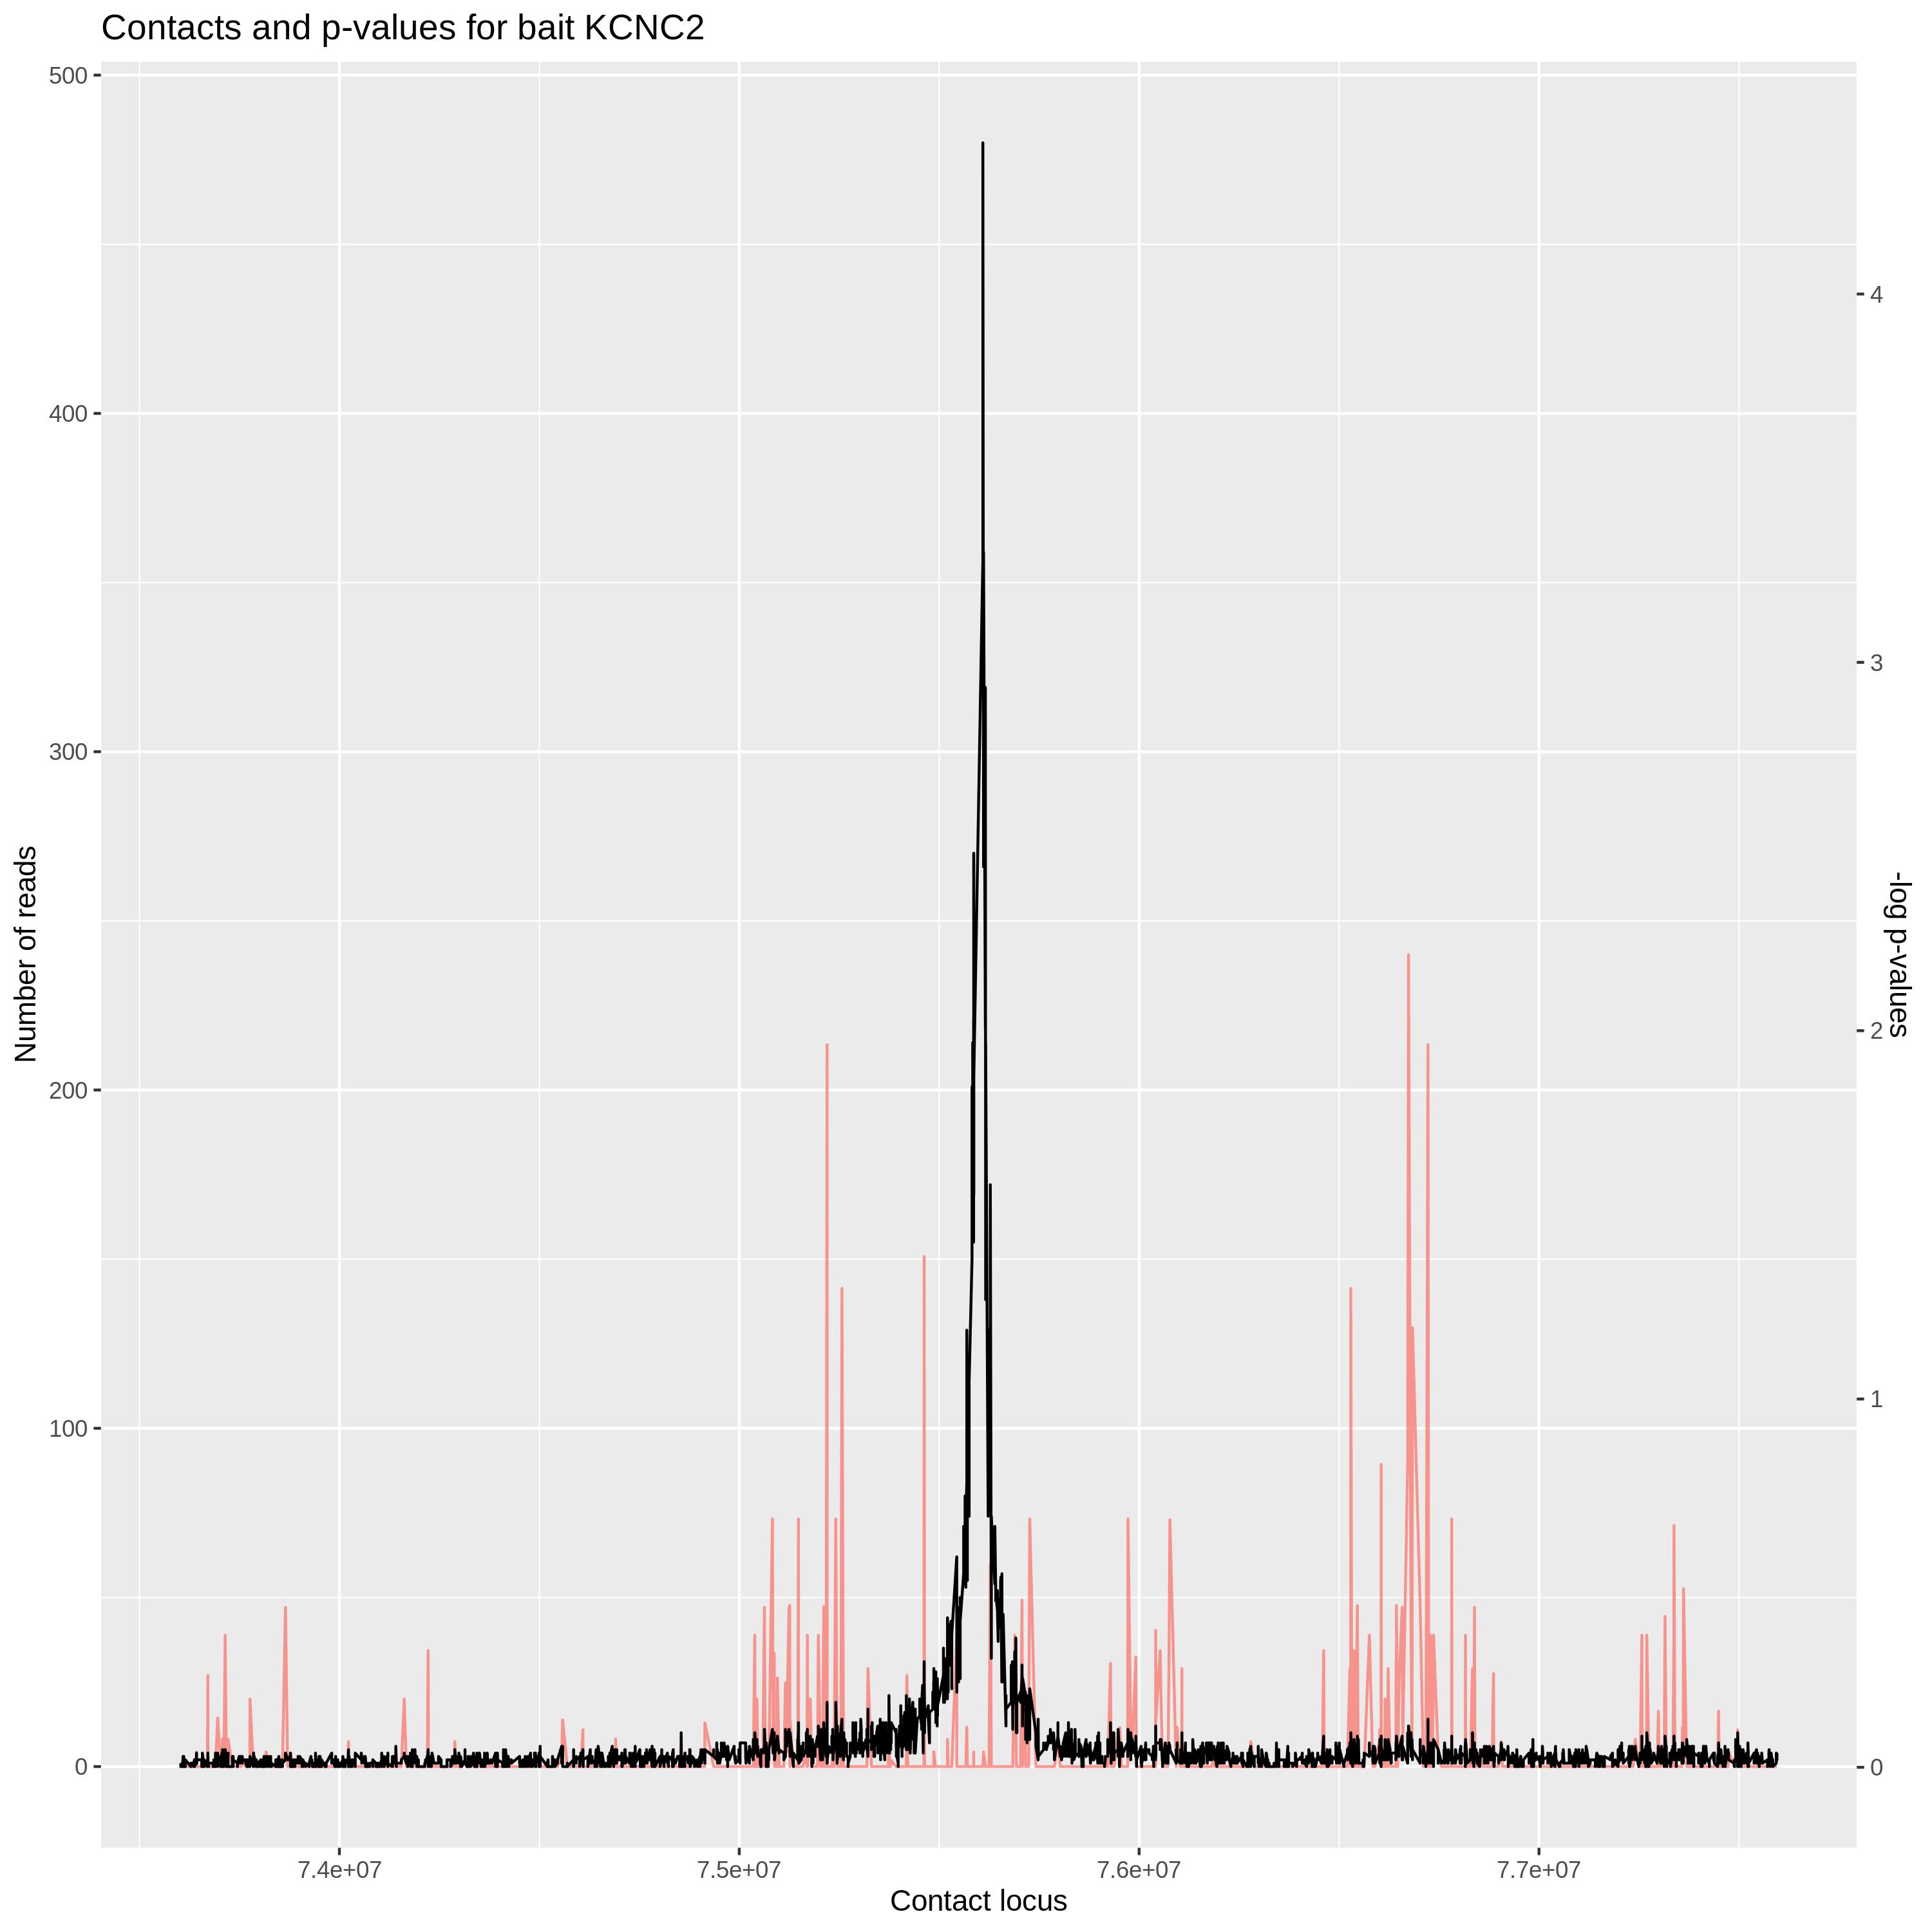 Contacts and p-values for bait KCNC2
500
400
300
200
100
0
Number of reads
4
3
2
1
0
-log p-values
7.4e+07 7.5e+07 7.6e+07 7.7e+07
Contact locus